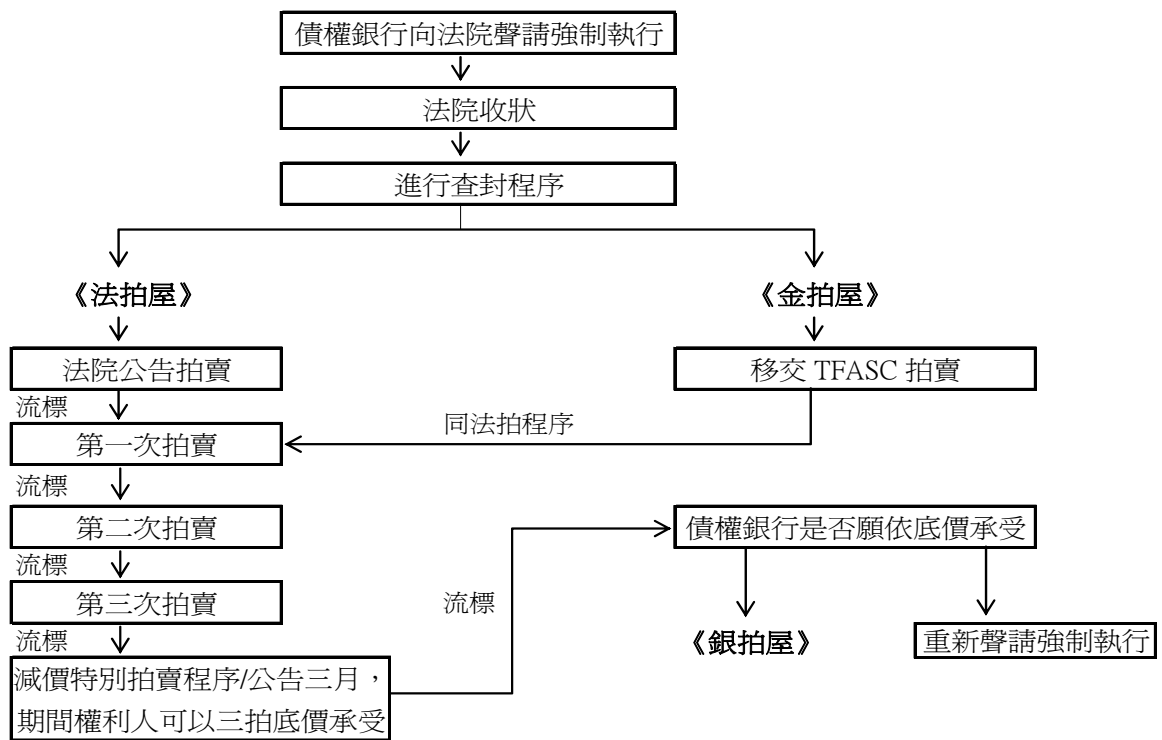 債權銀行向法院聲請強制執行
法院收狀
進行查封程序
《法拍屋》
《金拍屋》
法院公告拍賣
移交 TFASC 拍賣
流標
同法拍程序
第一次拍賣
流標
第二次拍賣
債權銀行是否願依底價承受
流標
第三次拍賣
流標
流標
《銀拍屋》
重新聲請強制執行
減價特別拍賣程序/公告三月，
期間權利人可以三拍底價承受